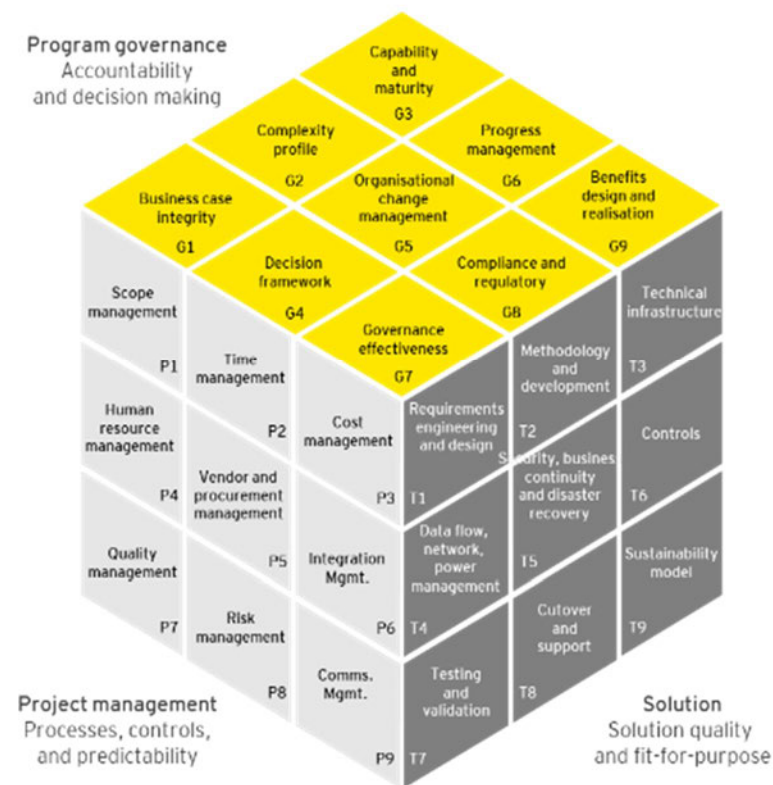 Program governance
Accountability
and decision making
Capability
and
maturity
G3
Complexity
profile
G2
Progress
management
G6
Business case
integrity
G1
Organisational
change
management
G5
Benefits
design and
realisation
G9
Decision
framework
G4
Compliance and
regulatory
G8
Governance
effectiveness
G7
Scope
management
P1
Time
management
P2
Cost
management
P3
Human
resource
management
P4
Vendor and
procurement
management
P5
Integration
Mgmt.
P6
Quality
management
P7
Risk
management
P8
Comms.
Mgmt.
P9
Requirements
engineering
and design
T1
Methodology
and
development
T2
Technical
infrastructure
T3
Data flow,
network,
power
management
T4
Security, busines
continuity
and disaster
recovery
T5
Controls
T6
Testing
and
validation
T7
Cutover
and
support
T8
Sustainability
model
T9
Project management
Processes, controls,
and predictability
Solution
Solution quality
and fit-for-purpose